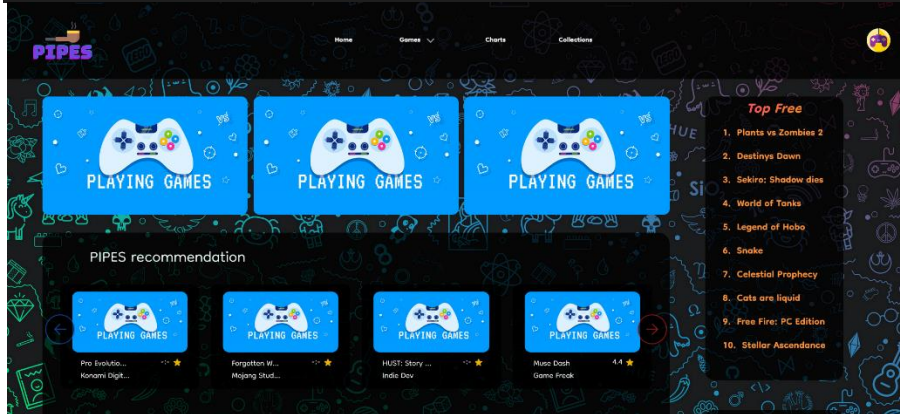 PIPES
Home Games Charts Collections
PLAYING GAMES
PLAYING GAMES
PLAYING GAMES
Top Free
1. Plants vs Zombies 2
2. Destinys Dawn
3. Sekiro: Shadow dies
4. World of Tanks
5. Legend of Hobo
6. Snake
7. Celestial Prophecy
8. Cats are liquid
9. Free Fire: PC Edition
10. Stellar Ascendance
PIPES recommendation
PLAYING GAMES
Pro Evolutio... -:-
Konami Digit...
PLAYING GAMES
Forgotten W... -:-
Mojang Stud...
PLAYING GAMES
HUST: Story ... -:-
Indie Dev
PLAYING GAMES
Muse Dash 4.4
Game Freak